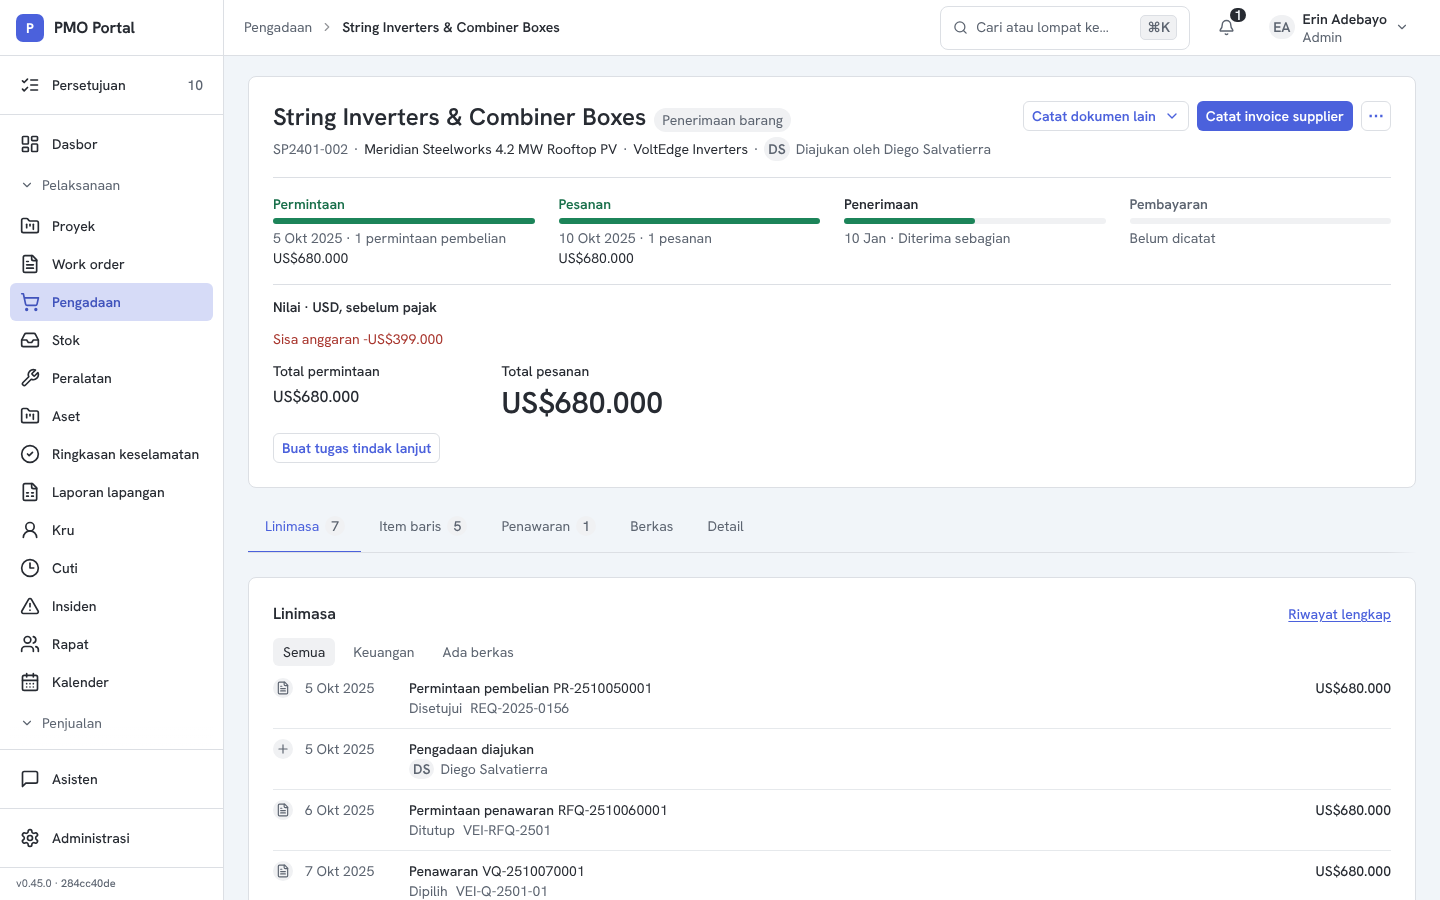 P PMO Portal
Pengadaan > String Inverters & Combiner Boxes
Cari atau lompat ke... ⌘K
1
EA Erin Adebayo
Admin
Persetujuan 10
Dasbor
Pelaksanaan
Proyek
Work order
Pengadaan
Stok
Peralatan
Aset
Ringkasan keselamatan
Laporan lapangan
Kru
Cuti
Insiden
Rapat
Kalender
Penjualan
Asisten
Administrasi
v0.45.0 · 284cc40de
String Inverters & Combiner Boxes Penerimaan barang
Catat dokumen lain
Catat invoice supplier
SP2401-002 · Meridian Steelworks 4.2 MW Rooftop PV · VoltEdge Inverters · DS Diajukan oleh Diego Salvatierra
Permintaan
5 Okt 2025 · 1 permintaan pembelian
US$680.000
Pesanan
10 Okt 2025 · 1 pesanan
US$680.000
Penerimaan
10 Jan · Diterima sebagian
Pembayaran
Belum dicatat
Nilai · USD, sebelum pajak
Sisa anggaran -US$399.000
Total permintaan
US$680.000
Total pesanan
US$680.000
Buat tugas tindak lanjut
Linimasa 7
Item baris 5
Penawaran 1
Berkas
Detail
Linimasa
Riwayat lengkap
Semua
Keuangan
Ada berkas
5 Okt 2025 Permintaan pembelian PR-2510050001 US$680.000
Disetujui REQ-2025-0156
5 Okt 2025 Pengadaan diajukan
DS Diego Salvatierra
6 Okt 2025 Permintaan penawaran RFQ-2510060001 US$680.000
Ditutup VEI-RFQ-2501
7 Okt 2025 Penawaran VQ-2510070001 US$680.000
Dipilih VEI-Q-2501-01